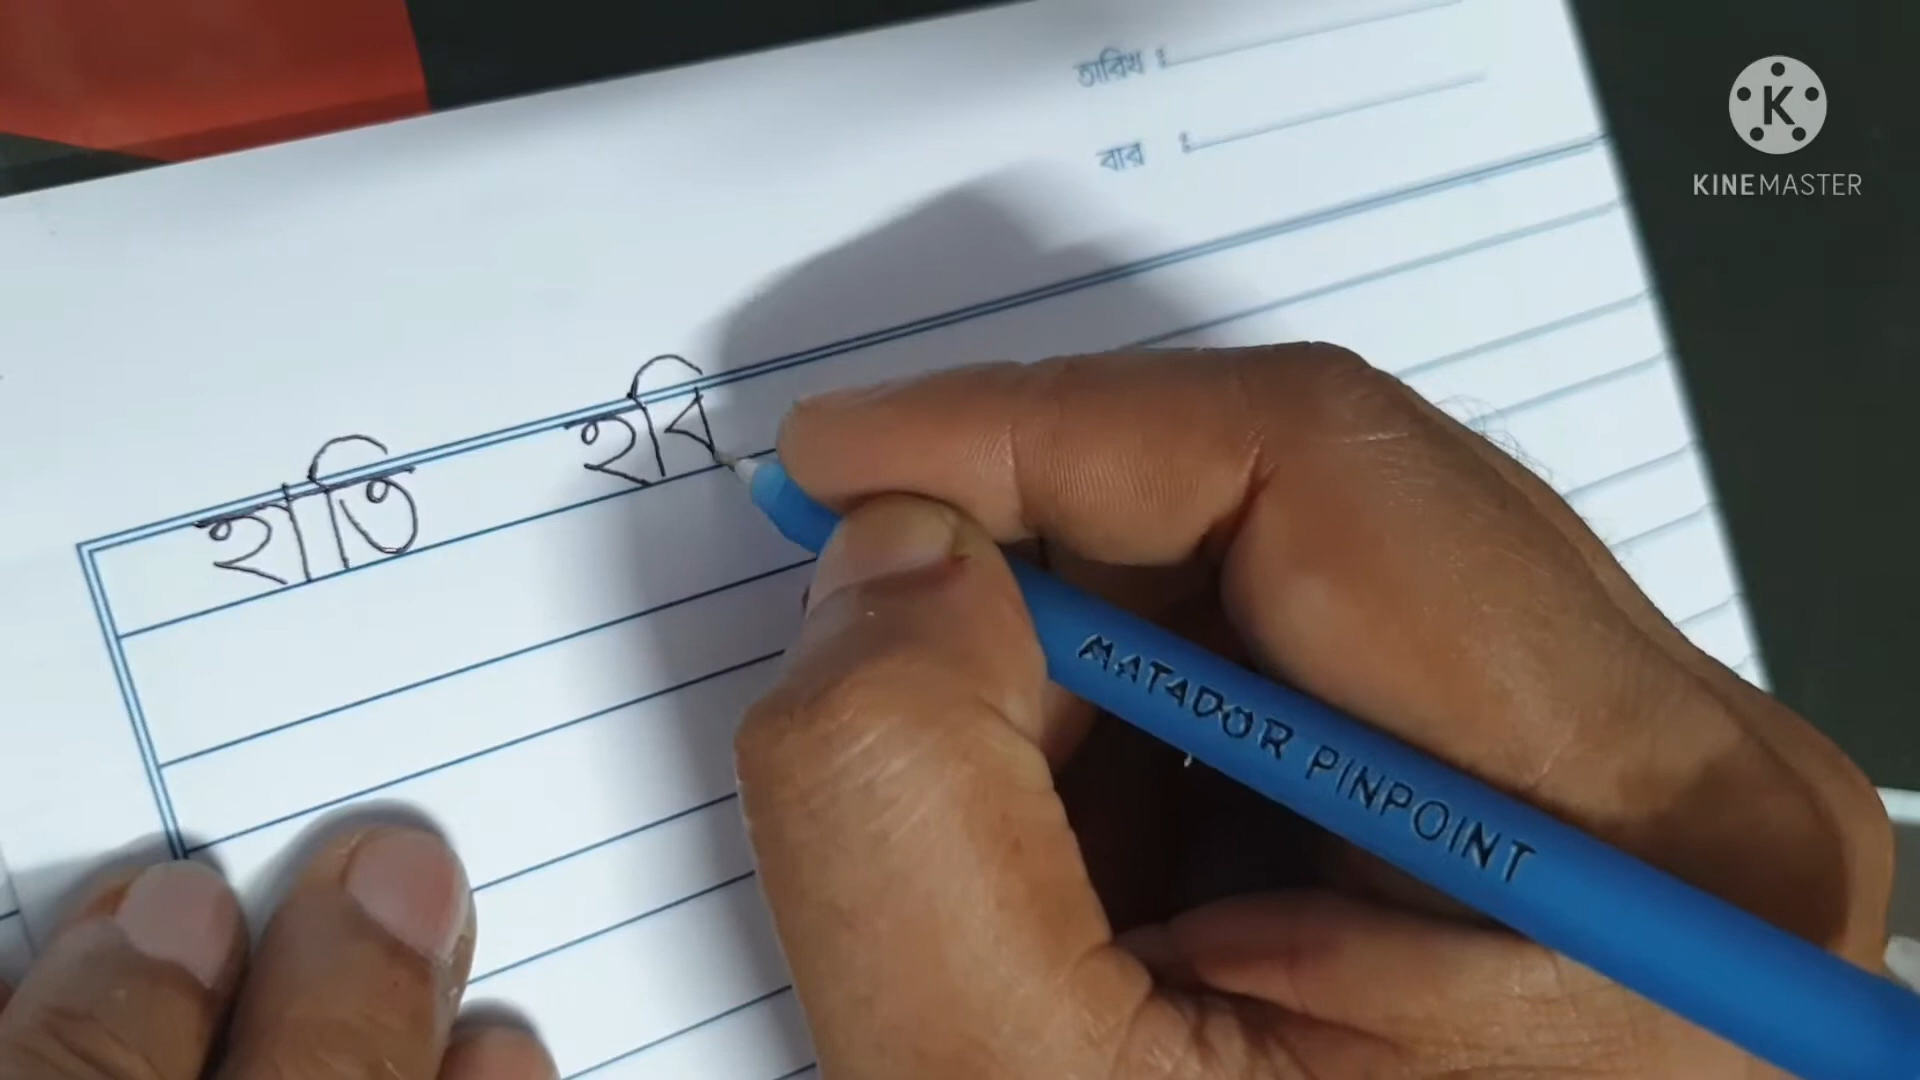 তারিখ :
বার :
KINEMASTER
হাতি হবি
MATADOR PINPOINT